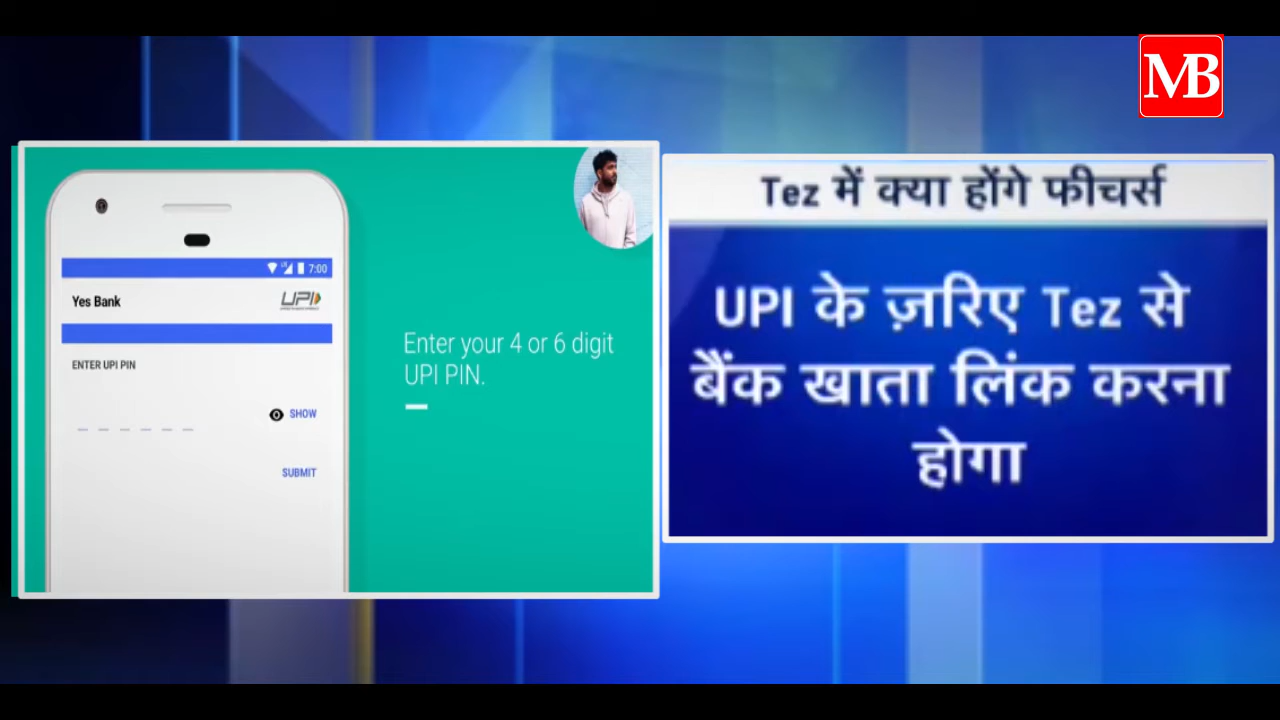 MB
7:00
Yes Bank
UPI
ENTER UPI PIN
SHOW
SUBMIT
Enter your 4 or 6 digit
UPI PIN.
Tez में क्या होंगे फीचर्स
UPI के ज़रिए Tez से
बैंक खाता लिंक करना
होगा